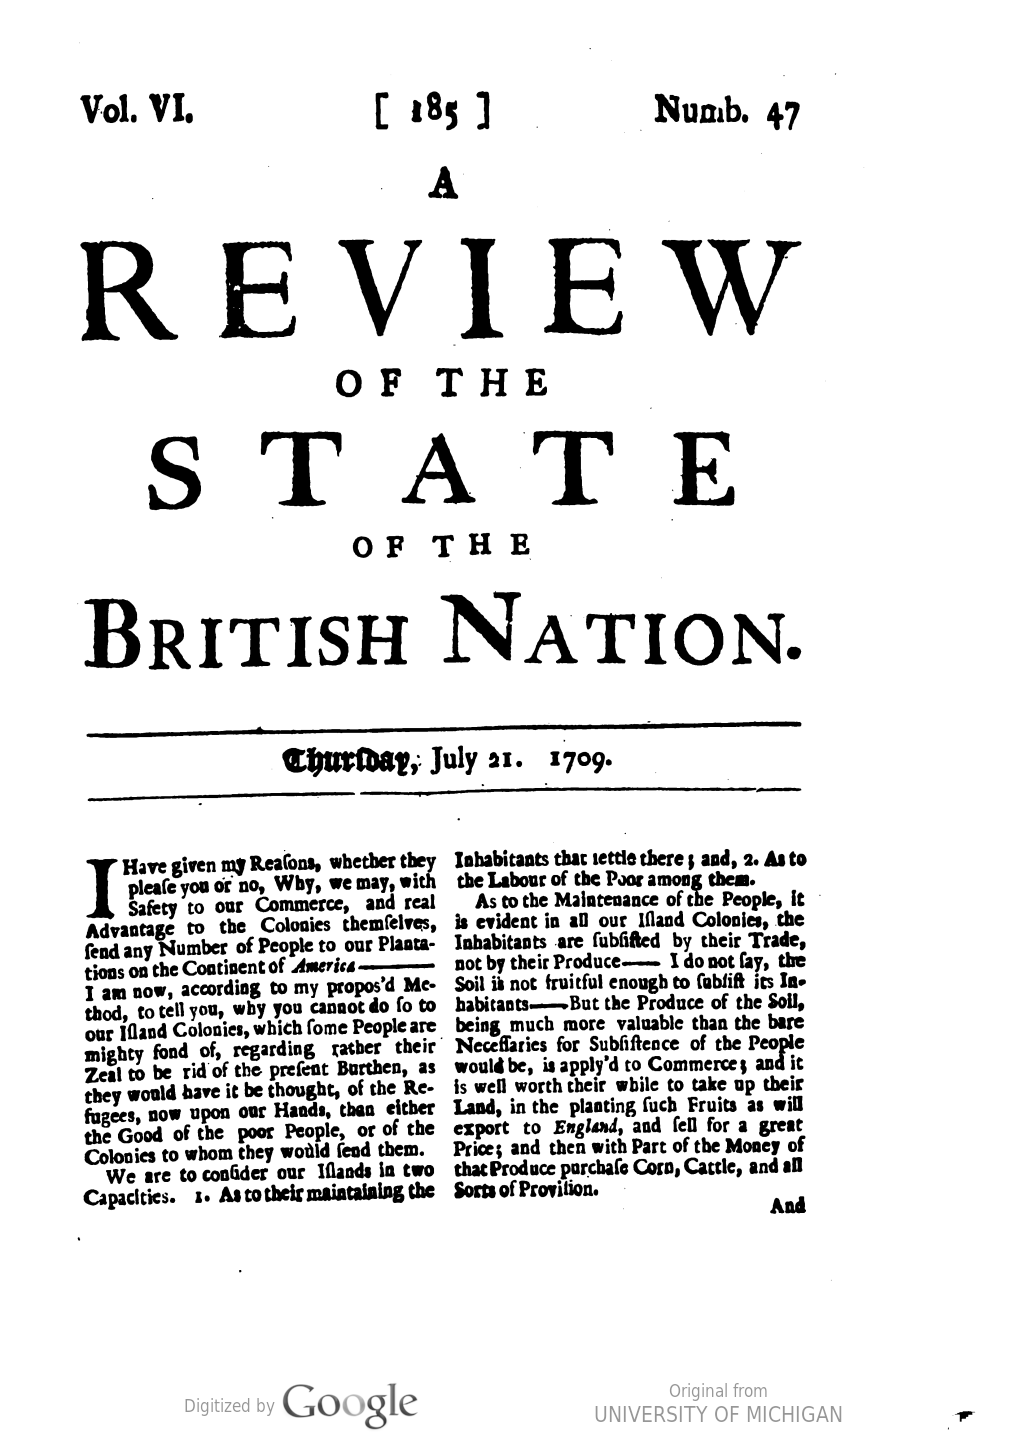 Vol. VI. [ 185 ] Numb. 47
A
REVIEW
OF THE
STATE
OF THE
BRITISH NATION.
Thurſday, July 21. 1709.
I Have given my Reaſons, whether they
pleaſe you or no, Why, we may, with
Safety to our Commerce, and real
Advantage to the Colonies themſelves,
ſend any Number of People to our Planta-
tions on the Continent of America——
I am now, according to my propos'd Me-
thod, to tell you, why you cannot do ſo to
our Iſland Colonies, which ſome People are
mighty fond of, regarding rather their
Zeal to be rid of the preſent Burthen, as
they would have it be thought, of the Re-
fugees, now upon our Hands, than either
the Good of the poor People, or of the
Colonies to whom they would ſend them.
We are to conſider our Iſlands in two
Capacities. 1. As to their maintaining the
Inhabitants that ſettle there; and, 2. As to
the Labour of the Poor among them.
As to the Maintenance of the People, it
is evident in all our Iſland Colonies, the
Inhabitants are ſubſiſted by their Trade,
not by their Produce—— I do not ſay, the
Soil is not fruitful enough to ſubſiſt its In-
habitants——But the Produce of the Soil,
being much more valuable than the bare
Neceſſaries for Subſiſtence of the People
would be, is apply'd to Commerce; and it
is well worth their while to take up their
Land, in the planting ſuch Fruits as will
export to England, and ſell for a great
Price; and then with Part of the Money of
that Produce purchaſe Corn, Cattle, and all
Sorts of Proviſion.
And
Digitized by Google
Original from
UNIVERSITY OF MICHIGAN